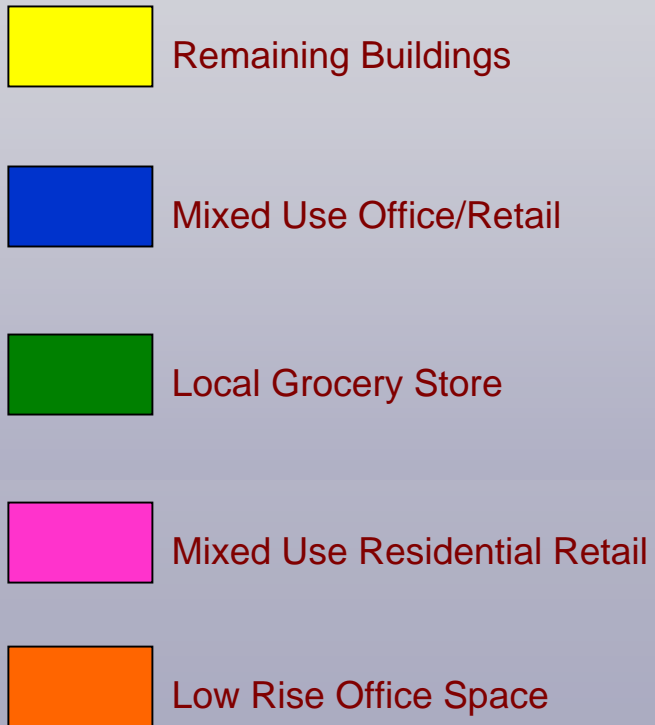 Remaining Buildings
Mixed Use Office/Retail
Local Grocery Store
Mixed Use Residential Retail
Low Rise Office Space